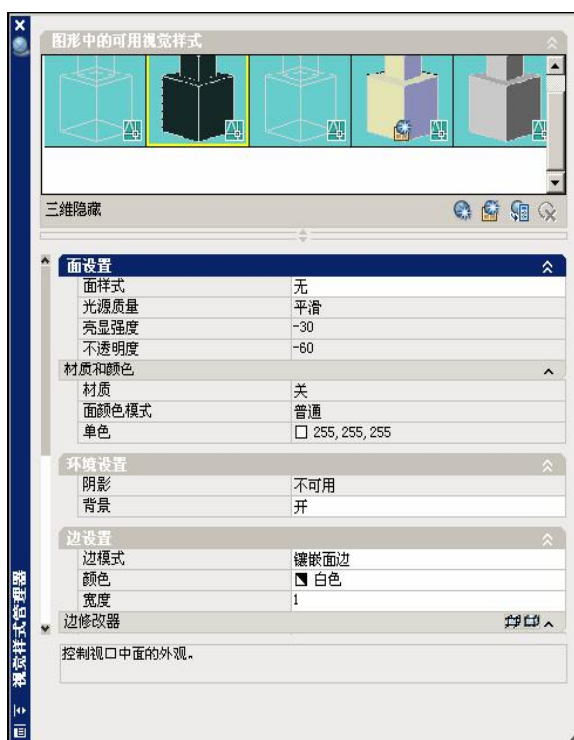 图形中的可用视觉样式
三维隐藏
面设置
面样式 无
光源质量 平滑
亮显强度 -30
不透明度 -60
材质和颜色
材质 关
面颜色模式 普通
单色 255, 255, 255
环境设置
阴影 不可用
背景 开
边设置
边模式 镶嵌面边
颜色 白色
宽度 1
边修改器
控制视口中面的外观。
视觉样式管理器